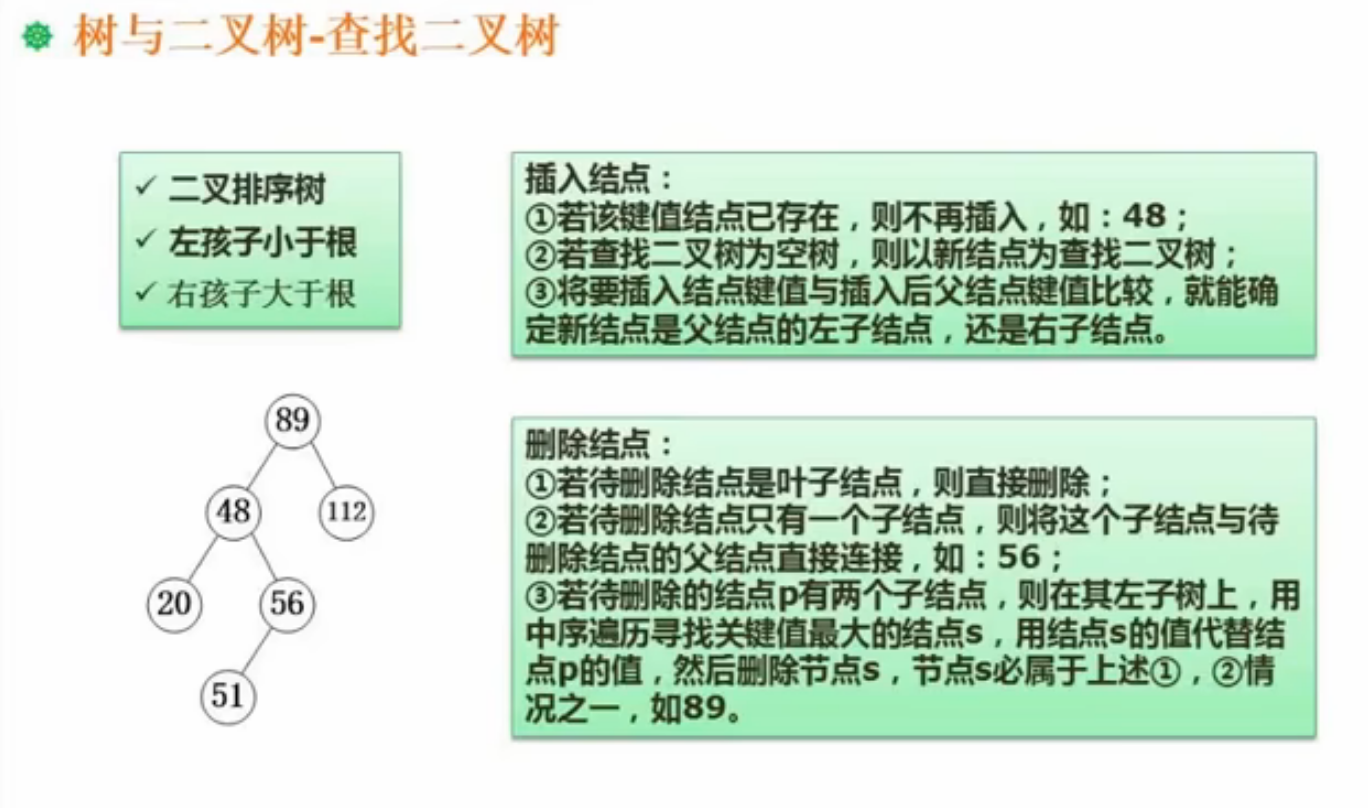 树与二叉树-查找二叉树
✓ 二叉排序树
✓ 左孩子小于根
✓ 右孩子大于根
插入结点：
①若该键值结点已存在，则不再插入，如：48；
②若查找二叉树为空树，则以新结点为查找二叉树；
③将要插入结点键值与插入后父结点键值比较，就能确
定新结点是父结点的左子结点，还是右子结点。
89
48
112
20
56
51
删除结点：
①若待删除结点是叶子结点，则直接删除；
②若待删除结点只有一个子结点，则将这个子结点与待
删除结点的父结点直接连接，如：56；
③若待删除的结点p有两个子结点，则在其左子树上，用
中序遍历寻找关键值最大的结点s，用结点s的值代替结
点p的值，然后删除节点s，节点s必属于上述①，②情
况之一，如89。